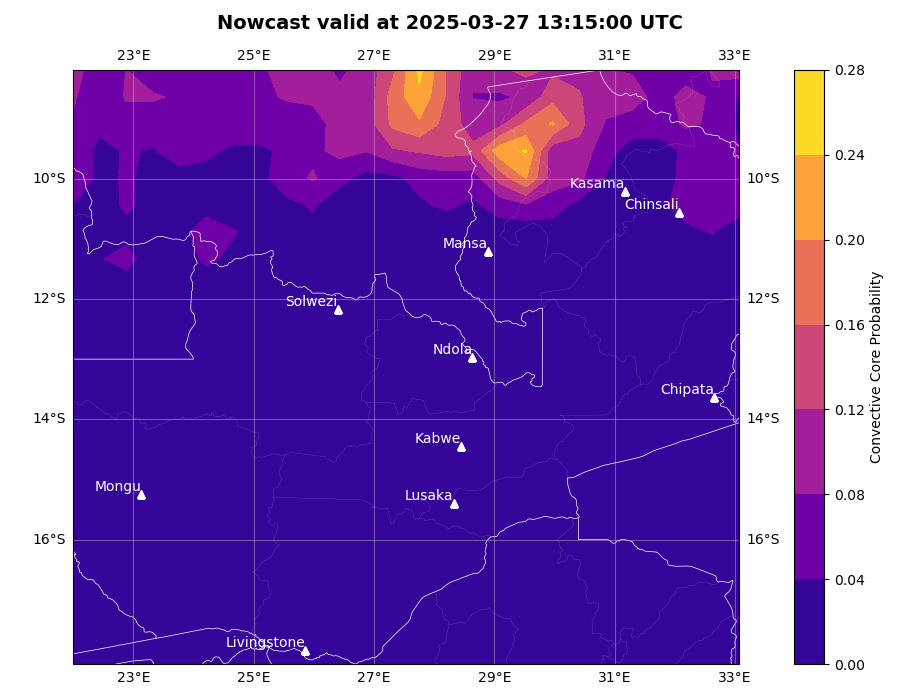 Nowcast valid at 2025-03-27 13:15:00 UTC
23°E 25°E 27°E 29°E 31°E 33°E
0.28
0.24
10°S Kasama 10°S
Chinsali
0.20
Mansa
12°S Solwezi 12°S
0.16
Ndola
Chipata
0.12
14°S 14°S
Kabwe
Mongu Lusaka
0.08
16°S 16°S
0.04
Livingstone
0.00
23°E 25°E 27°E 29°E 31°E 33°E
Convective Core Probability